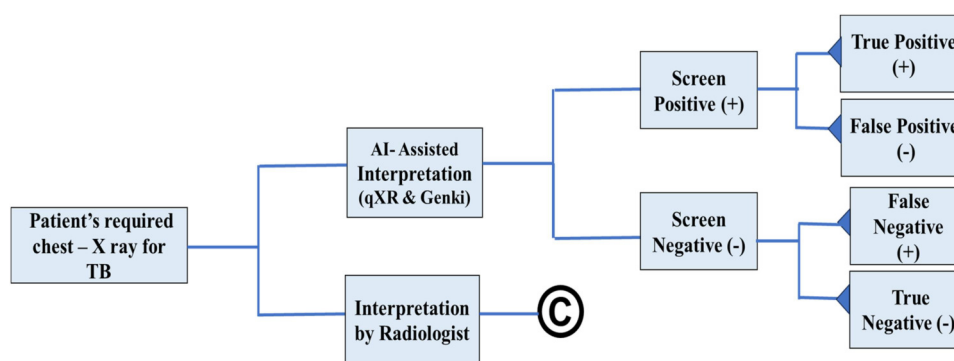 Patient's required
chest – X ray for
TB
AI- Assisted
Interpretation
(qXR & Genki)
Interpretation
by Radiologist
©
Screen
Positive (+)
Screen
Negative (-)
True Positive
(+)
False Positive
(-)
False
Negative
(+)
True
Negative (-)